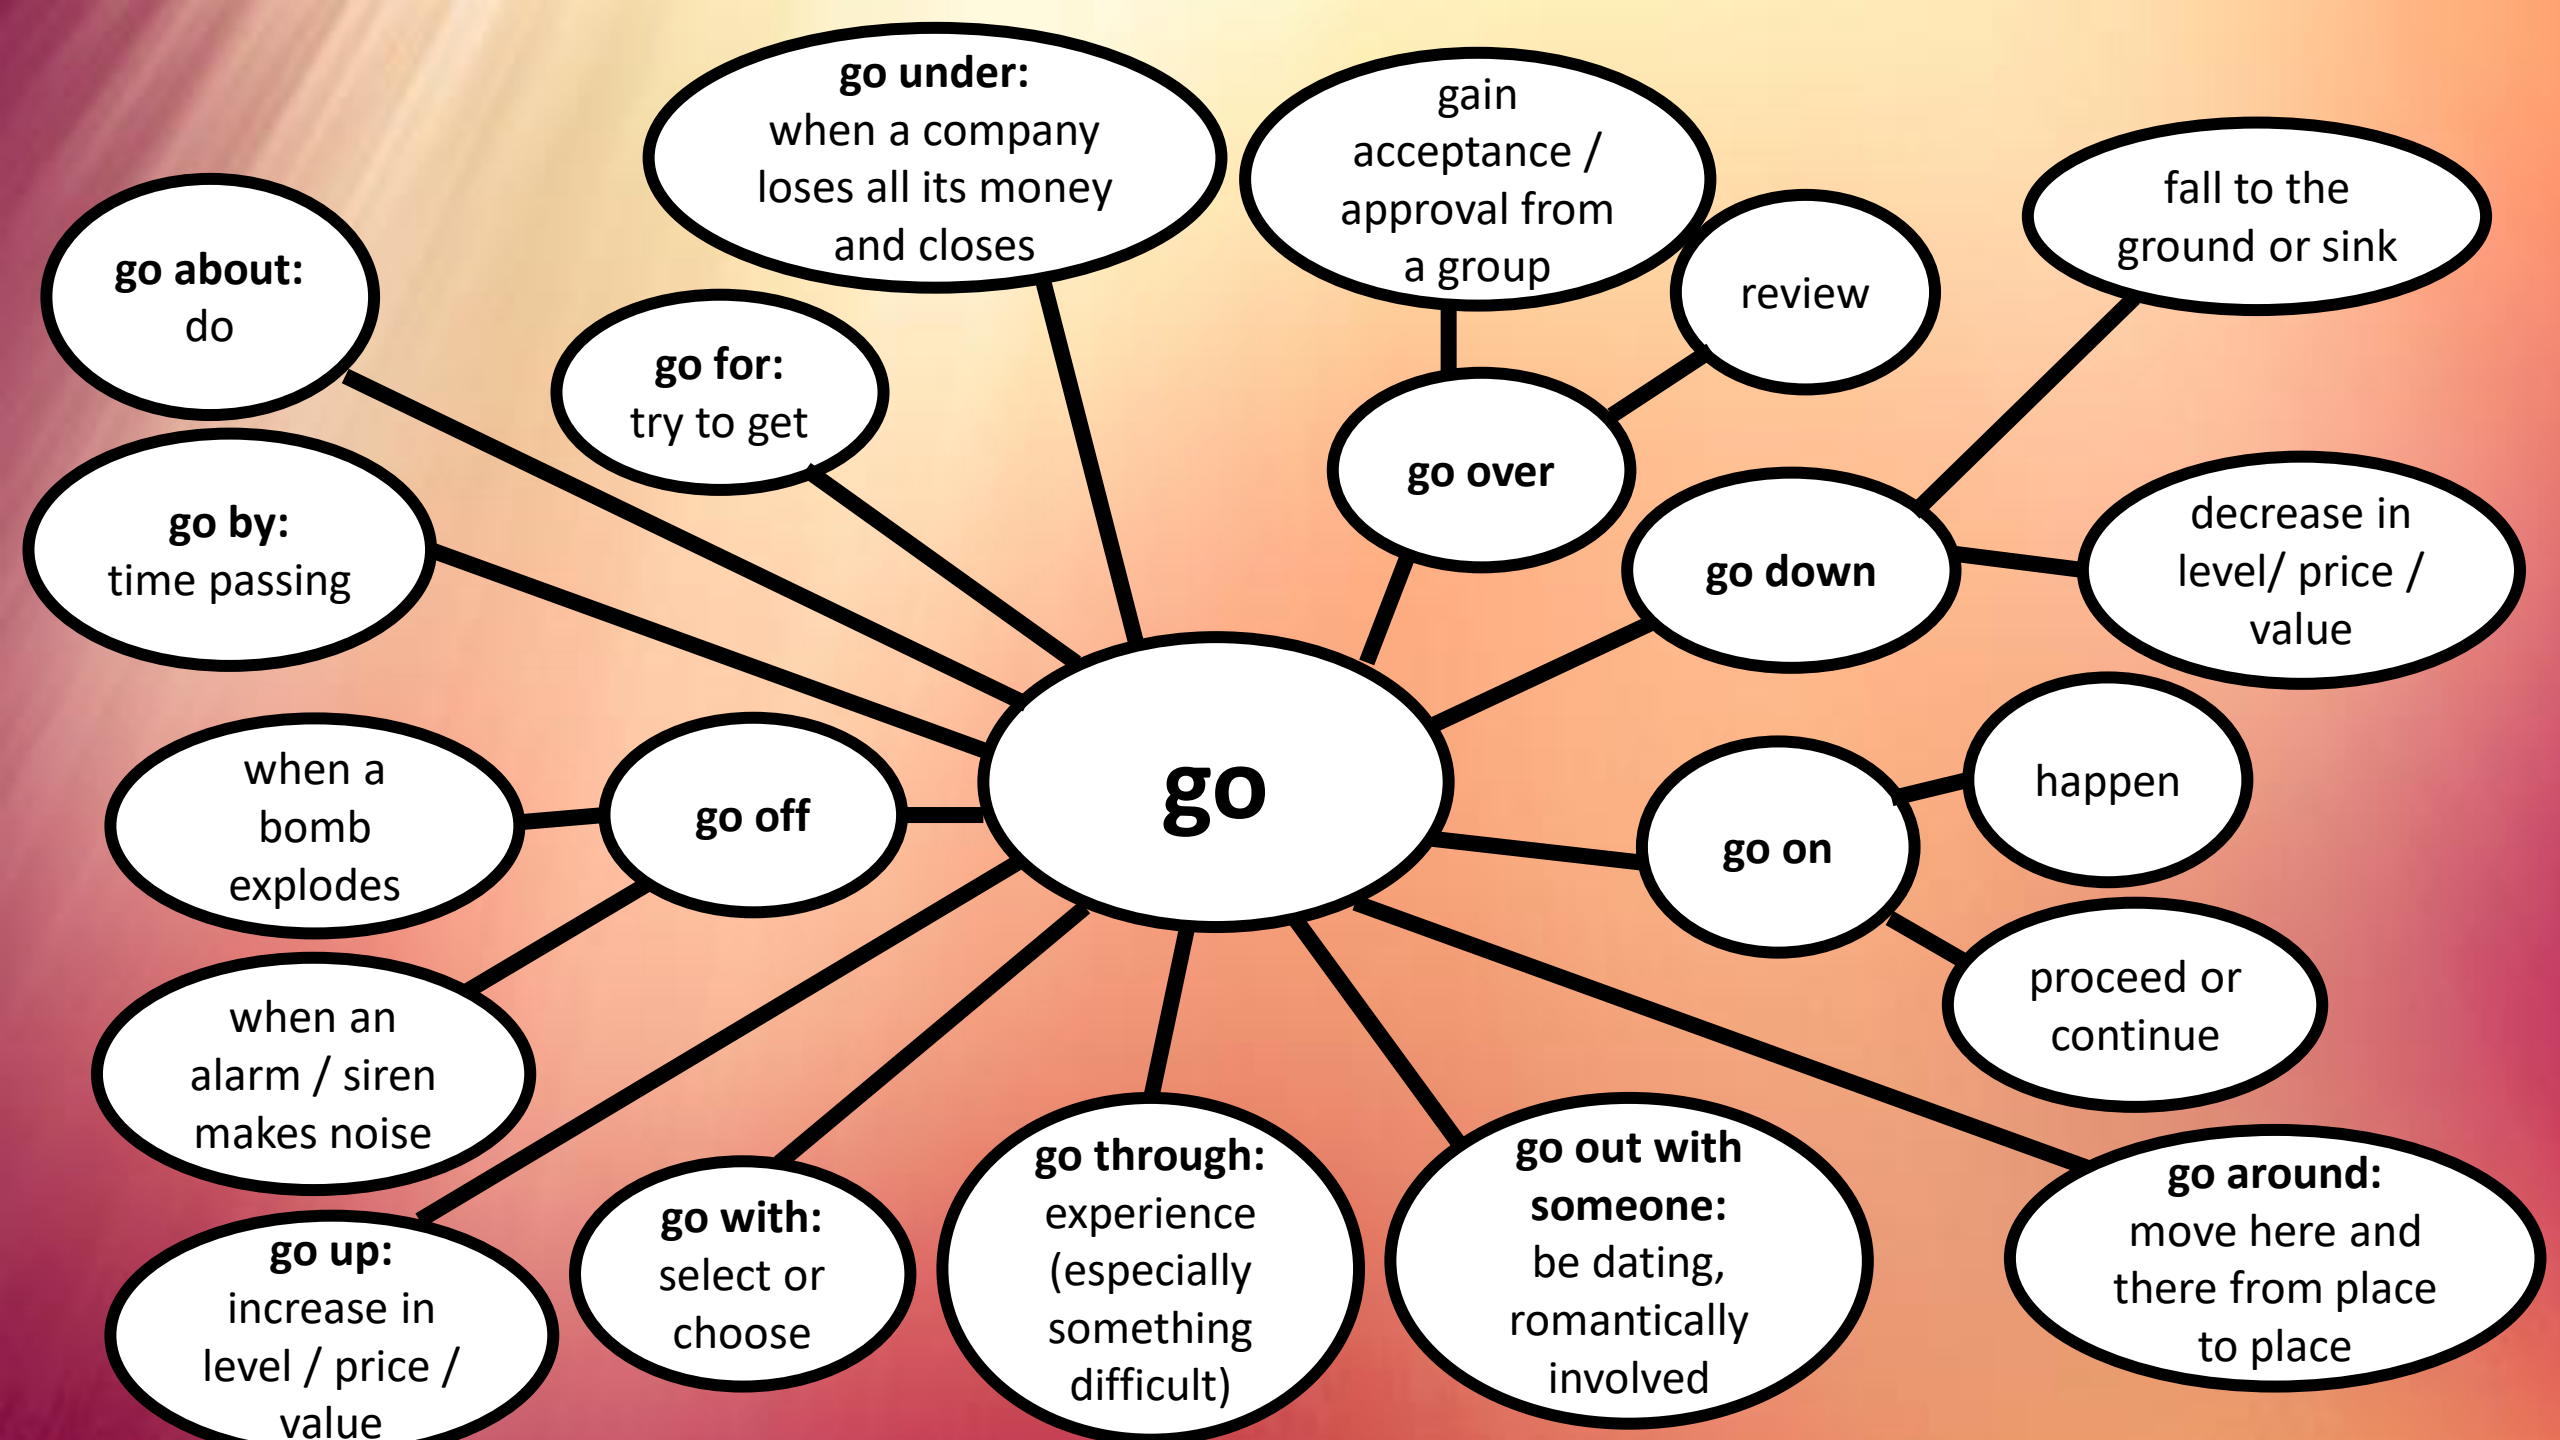 go under:
when a company
loses all its money
and closes
gain
acceptance /
approval from
a group
review
fall to the
ground or sink
go about:
do
go for:
try to get
go over
go by:
time passing
go down
decrease in
level/ price /
value
go
when a
bomb
explodes
go off
go on
happen
when an
alarm / siren
makes noise
proceed or
continue
go up:
increase in
level / price /
value
go with:
select or
choose
go through:
experience
(especially
something
difficult)
go out with
someone:
be dating,
romantically
involved
go around:
move here and
there from place
to place